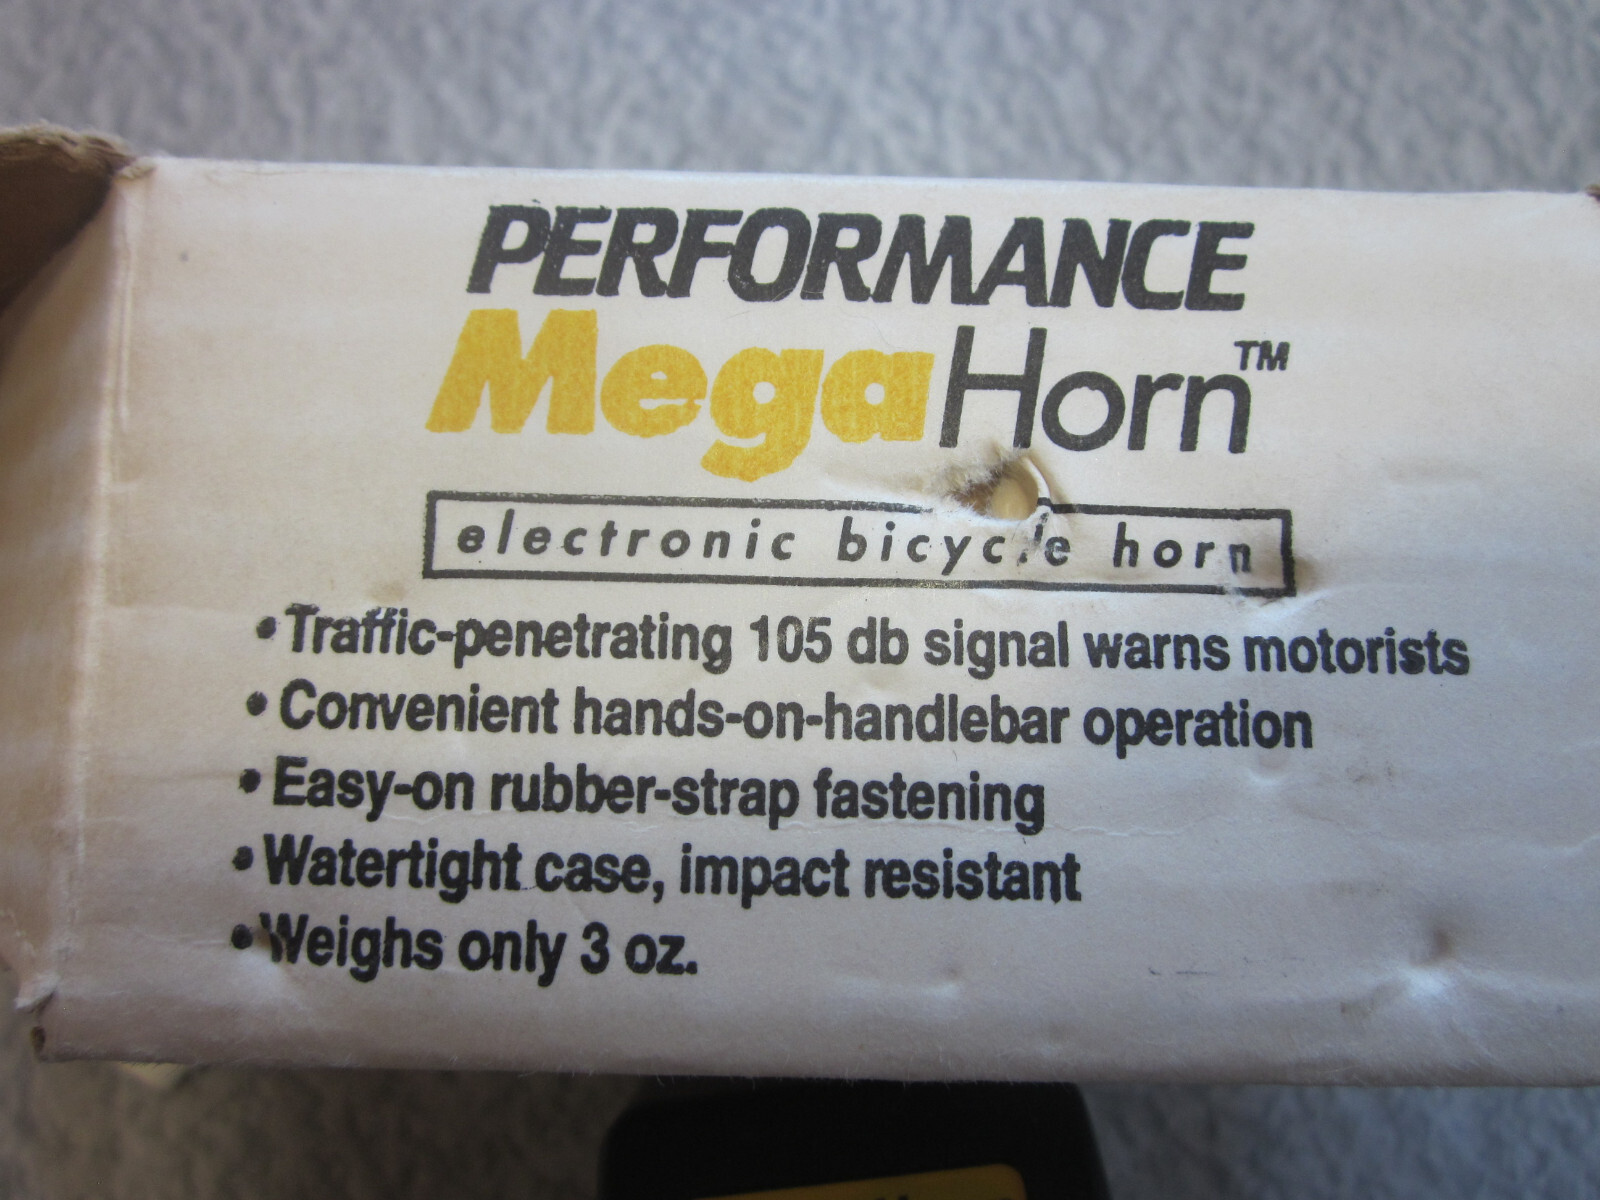 PERFORMANCE
MegaHorn™
electronic bicycle horn
• Traffic-penetrating 105 db signal warns motorists
• Convenient hands-on-handlebar operation
• Easy-on rubber-strap fastening
• Watertight case, impact resistant
• Weighs only 3 oz.